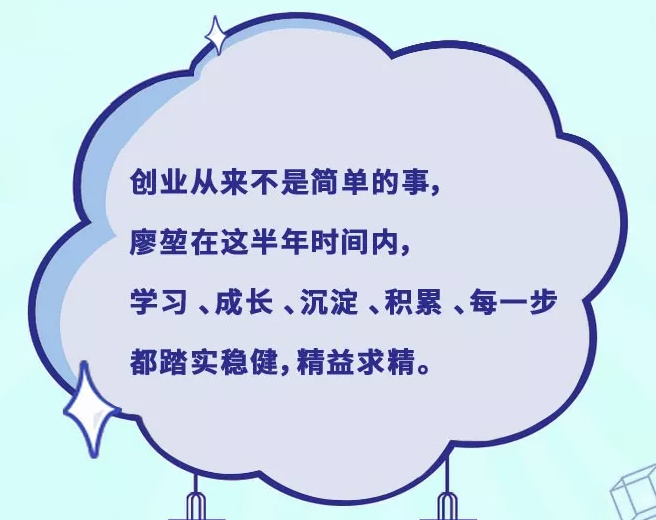 创业从来不是简单的事，
廖堃在这半年时间内，
学习、成长、沉淀、积累、每一步
都踏实稳健，精益求精。